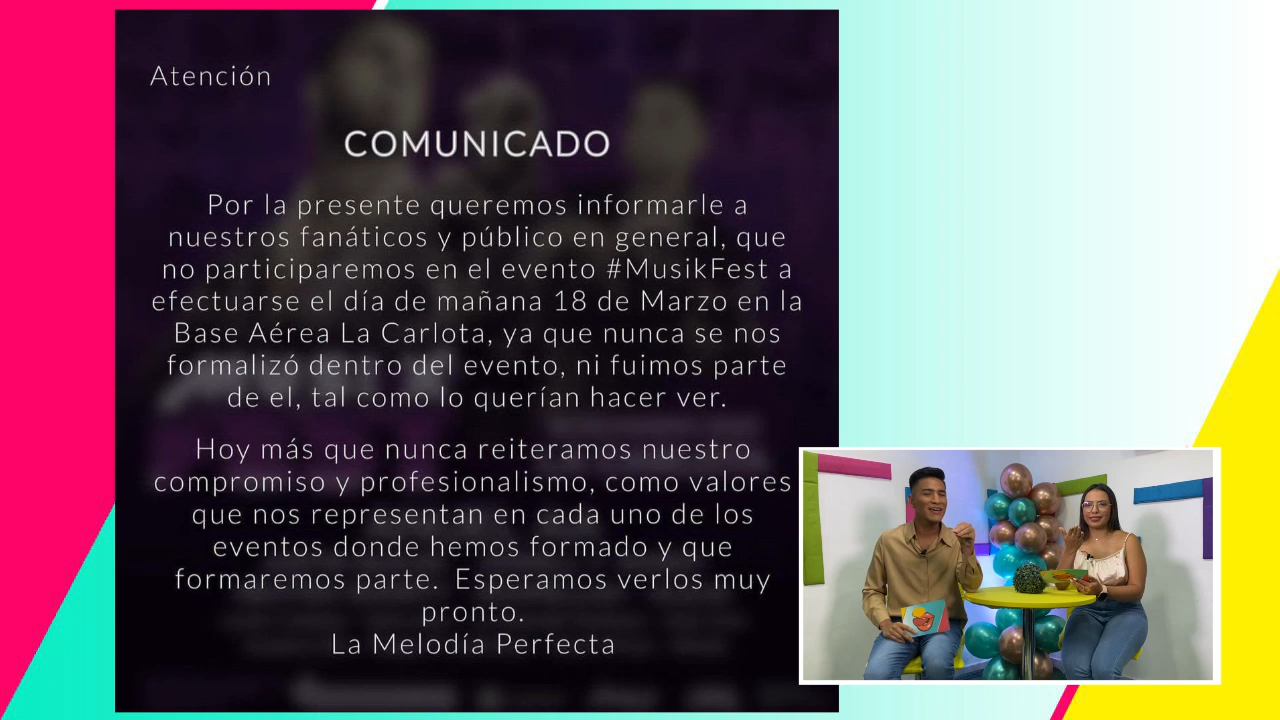 Atención
COMUNICADO
Por la presente queremos informarle a
nuestros fanáticos y público en general, que
no participaremos en el evento #MusikFest a
efectuarse el día de mañana 18 de Marzo en la
Base Aérea La Carlota, ya que nunca se nos
formalizó dentro del evento, ni fuimos parte
de el, tal como lo querían hacer ver.
Hoy más que nunca reiteramos nuestro
compromiso y profesionalismo, como valores
que nos representan en cada uno de los
eventos donde hemos formado y que
formaremos parte.  Esperamos verlos muy
pronto.
La Melodía Perfecta